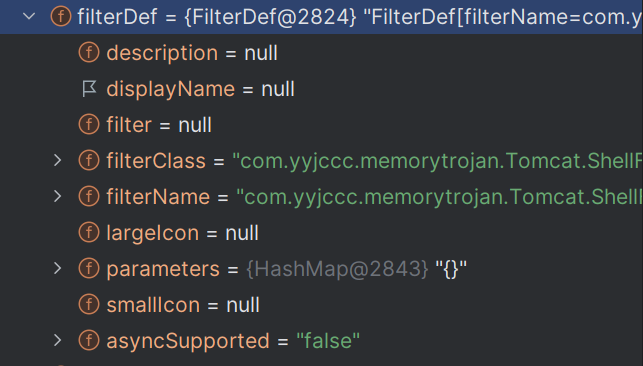 filterDef = {FilterDef@2824} "FilterDef[filterName=com.y
description = null
displayName = null
filter = null
filterClass = "com.yyjccc.memorytrojan.Tomcat.ShellF
filterName = "com.yyjccc.memorytrojan.Tomcat.Shell
largeIcon = null
parameters = {HashMap@2843} "{}"
smallIcon = null
asyncSupported = "false"